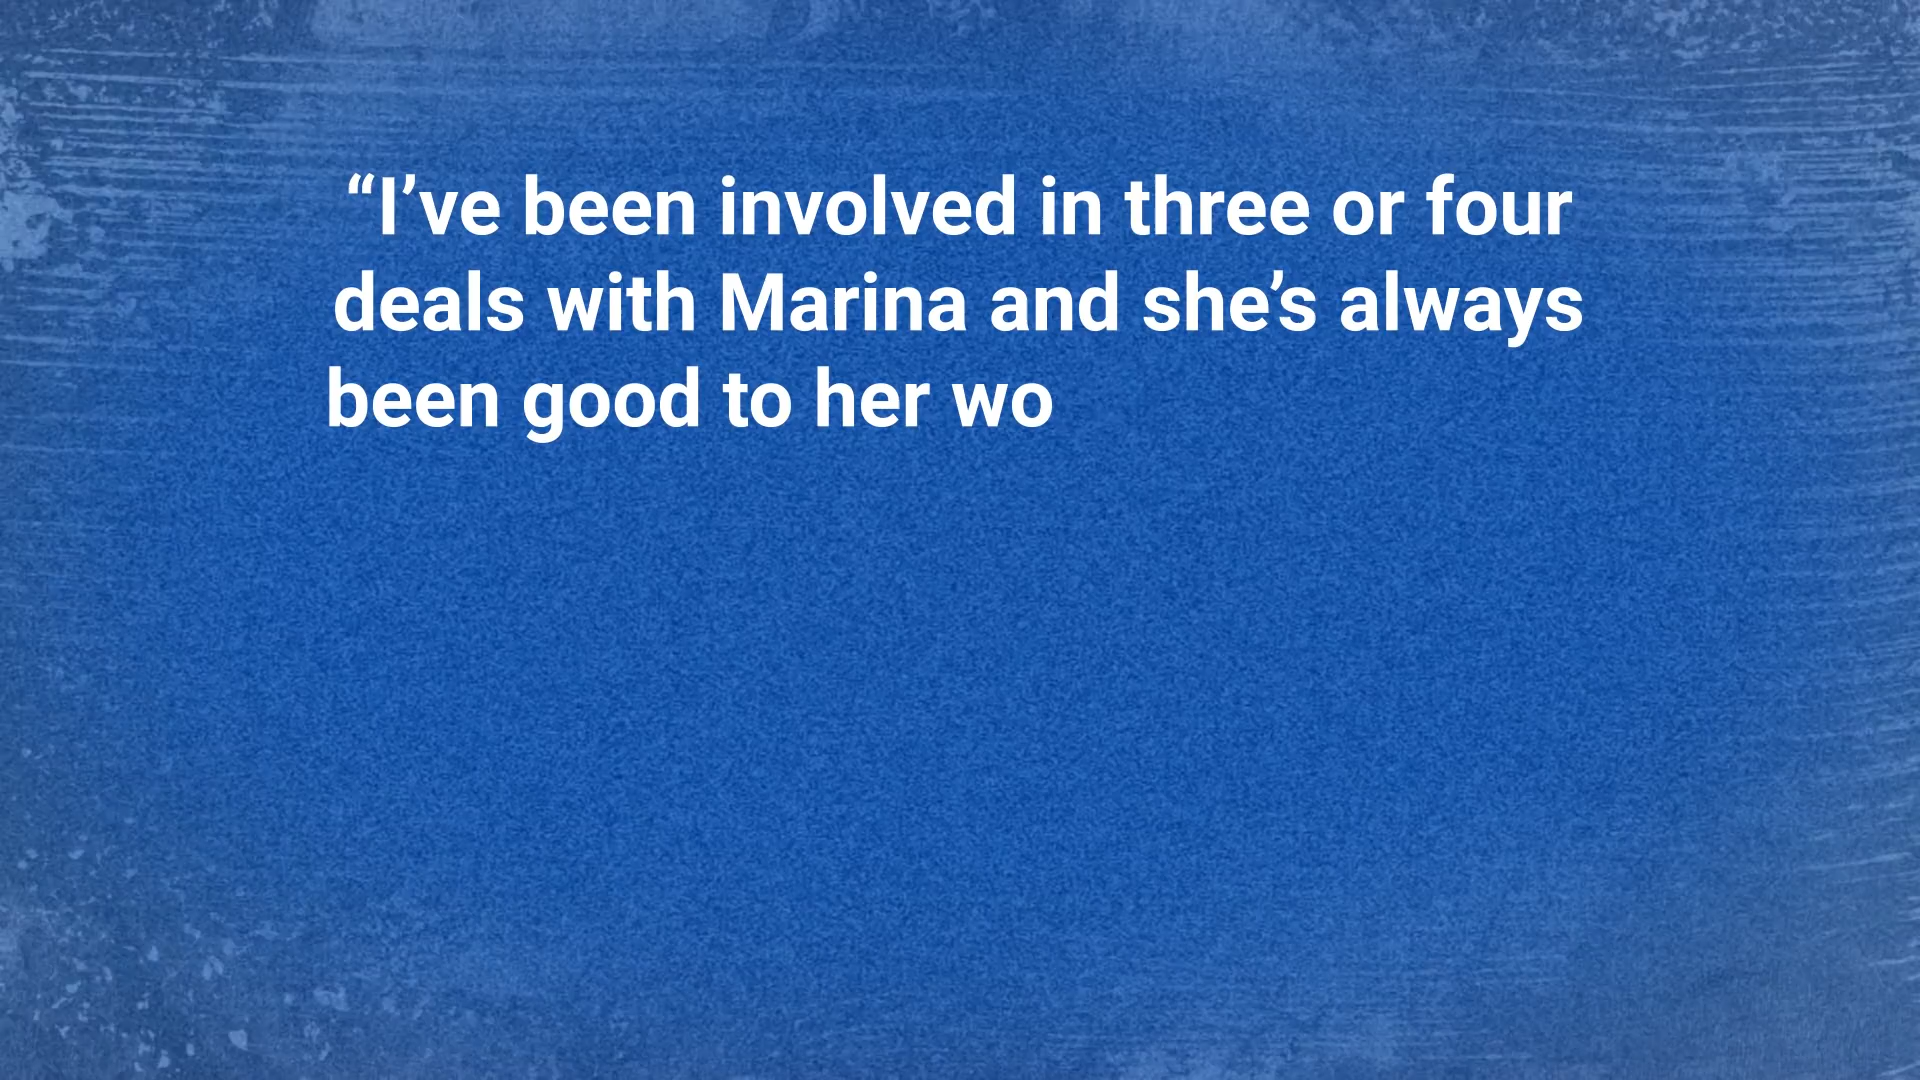 “I’ve been involved in three or four
deals with Marina and she’s always
been good to her wo